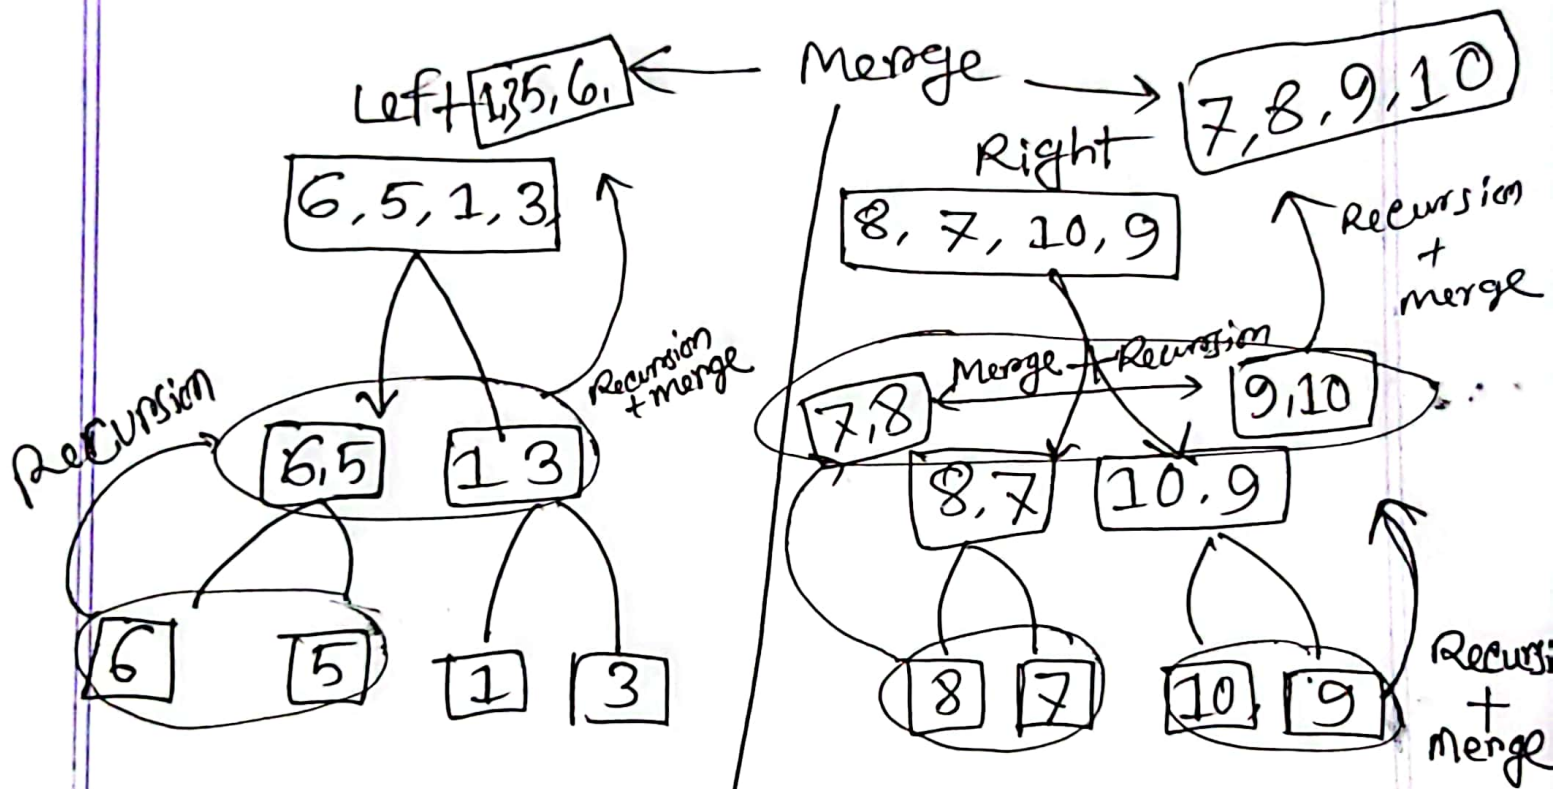 Merge
Left 1,3,5,6,
7,8,9,10
Right
6,5,1,3,
8, 7, 10, 9
Recursion
+
merge
Recursion
+ merge
Merge + Recursion
Recursion
7,8
9,10
....
6,5
1 3
8,7
10.9
6
5
1
3
8
7
10
9
Recursi
+
merge